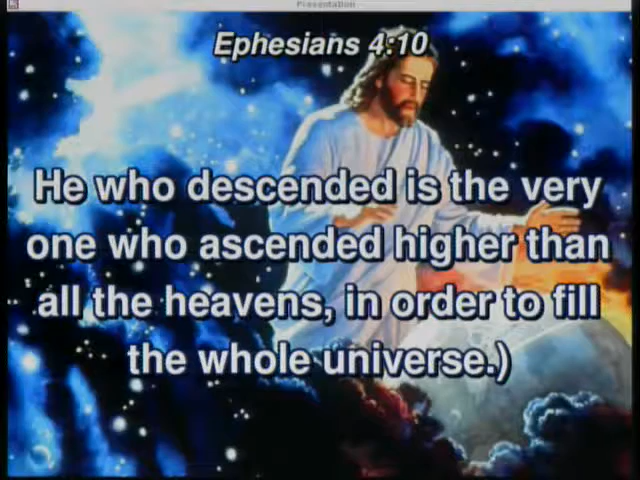 Presentation
Ephesians 4:10
He who descended is the very
one who ascended higher than
all the heavens, in order to fill
the whole universe.)